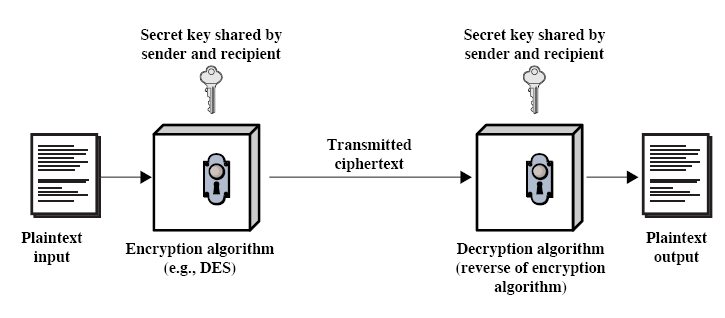 Secret key shared by
sender and recipient
Secret key shared by
sender and recipient
Transmitted
ciphertext
Plaintext
input
Encryption algorithm
(e.g., DES)
Decryption algorithm
(reverse of encryption
algorithm)
Plaintext
output